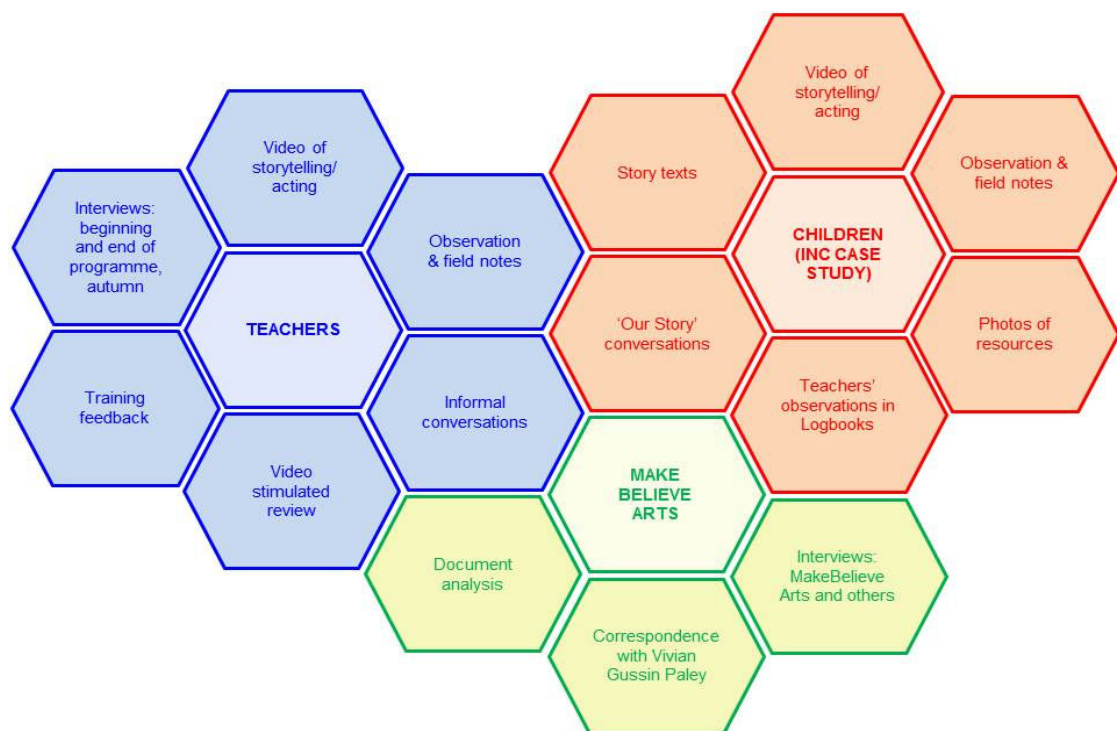 Video of
storytelling/
acting
Interviews:
beginning
and end of
programme,
autumn
Observation
& field notes
TEACHERS
Training
feedback
Informal
conversations
Video
stimulated
review
Video of
storytelling/
acting
Story texts
Observation &
field notes
CHILDREN
(INC CASE
STUDY)
‘Our Story’
conversations
Photos of
resources
Teachers’
observations in
Logbooks
MAKE
BELIEVE
ARTS
Document
analysis
Interviews:
MakeBelieve
Arts and others
Correspondence
with Vivian
Gussin Paley